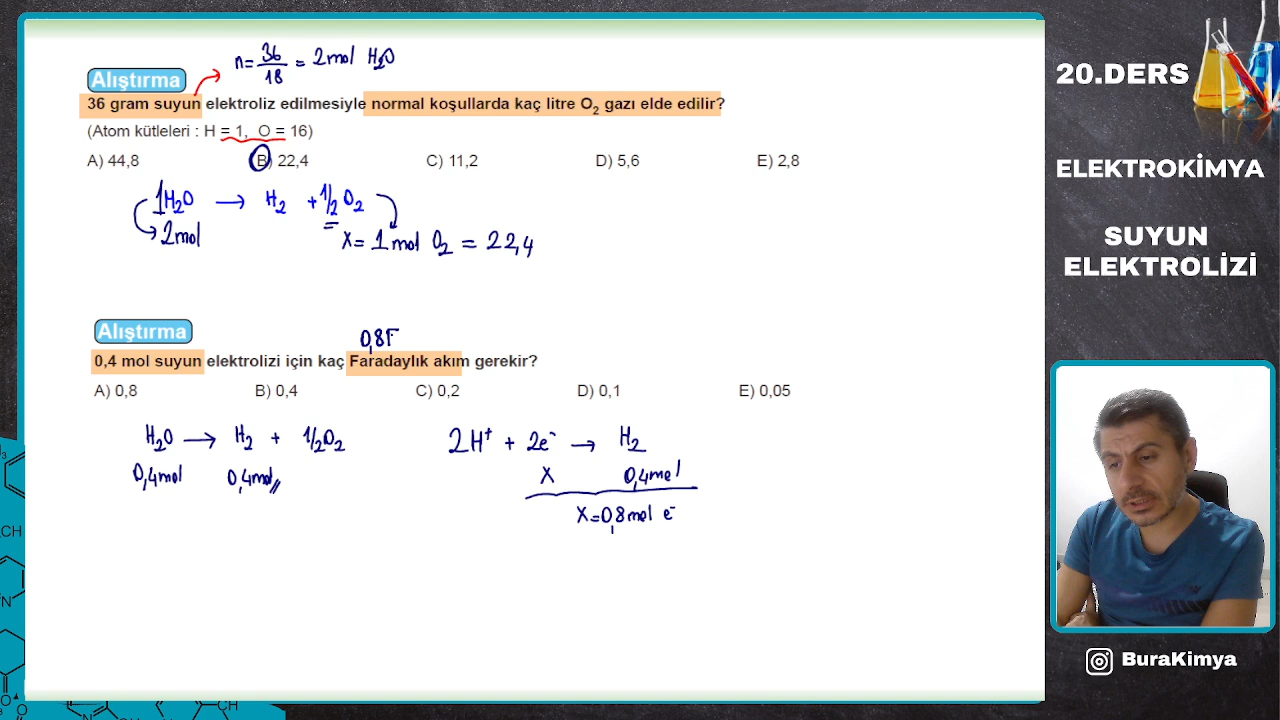 n = 36/18 = 2mol H₂O
Alıştırma
36 gram suyun elektroliz edilmesiyle normal koşullarda kaç litre O₂ gazı elde edilir?
(Atom kütleleri : H = 1, O = 16)
A) 44,8 B) 22,4 C) 11,2 D) 5,6 E) 2,8
1H₂O → H₂ + 1/2 O₂
2mol x = 1mol O₂ = 22,4
Alıştırma
0,8F
0,4 mol suyun elektrolizi için kaç Faradaylık akım gerekir?
A) 0,8 B) 0,4 C) 0,2 D) 0,1 E) 0,05
H₂O → H₂ + 1/2O₂ 2H⁺ + 2e⁻ → H₂
0,4mol 0,4mol x 0,4mol
x = 0,8mol e⁻
20.DERS
ELEKTROKİMYA
SUYUN
ELEKTROLİZİ
BuraKimya
CH
N
O
O
CH